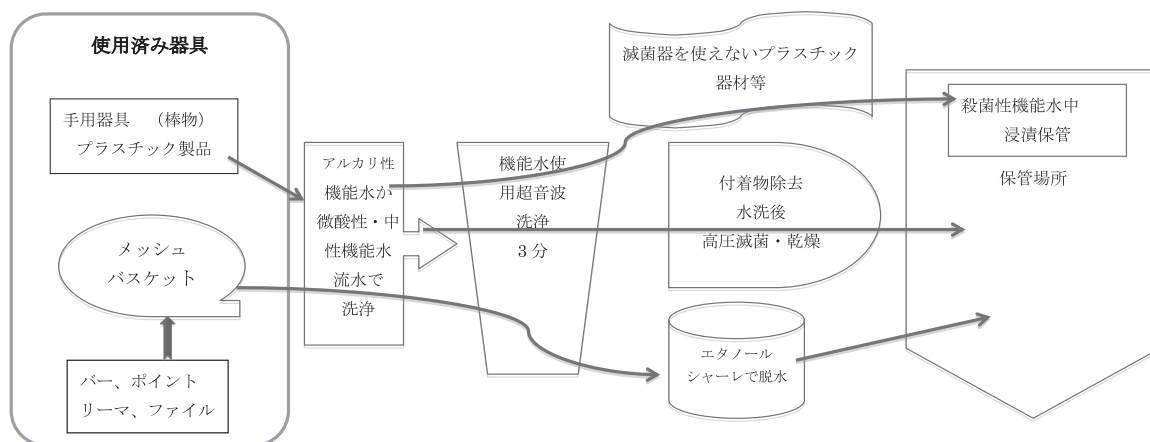 使用済み器具
手用器具　（棒物）
プラスチック製品
メッシュ
バスケット
バー、ポイント
リーマ、ファイル
アルカリ性
機能水か
微酸性・中
性機能水
流水で
洗浄
機能水使
用超音波
洗浄
3分
滅菌器を使えないプラスチック
器材等
付着物除去
水洗後
高圧滅菌・乾燥
エタノール
シャーレで脱水
殺菌性機能水中
浸漬保管
保管場所